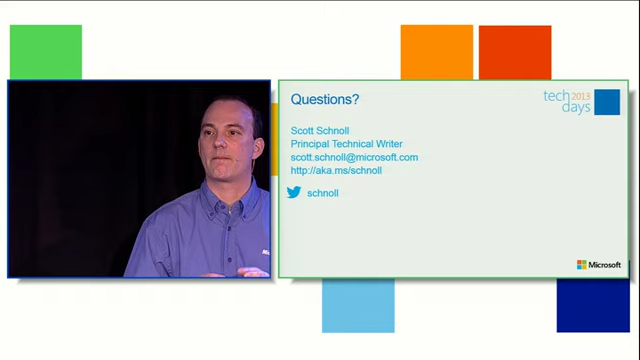 Questions?
tech 2013
days
Scott Schnoll
Principal Technical Writer
scott.schnoll@microsoft.com
http://aka.ms/schnoll
schnoll
Microsoft